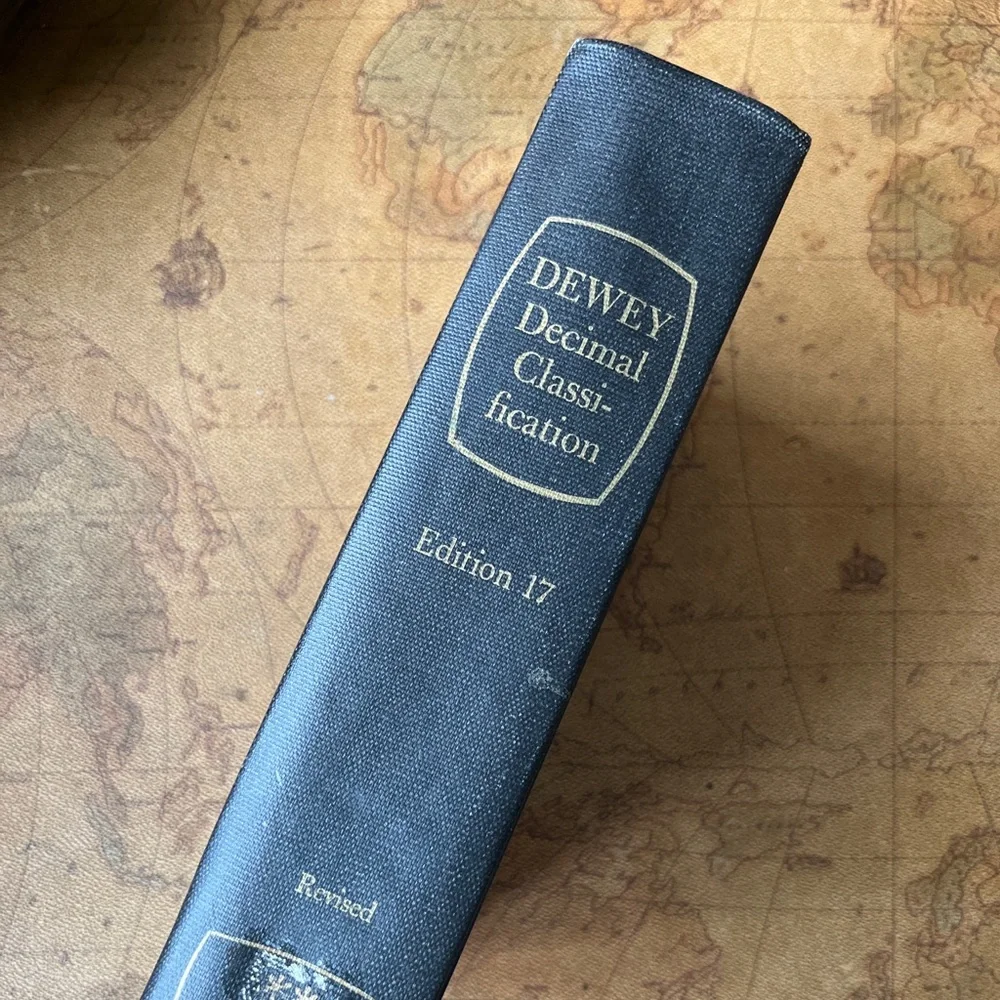 DEWEY
Decimal
Classi-
fication
Edition 17
Revised
**